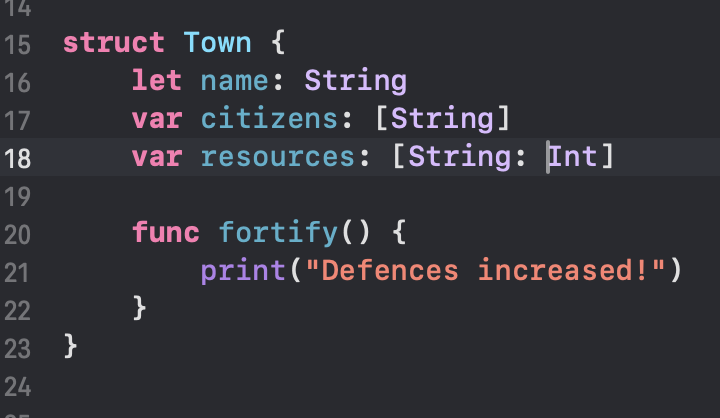 14
15 struct Town {
16     let name: String
17     var citizens: [String]
18     var resources: [String: Int]
19
20     func fortify() {
21         print("Defences increased!")
22     }
23 }
24